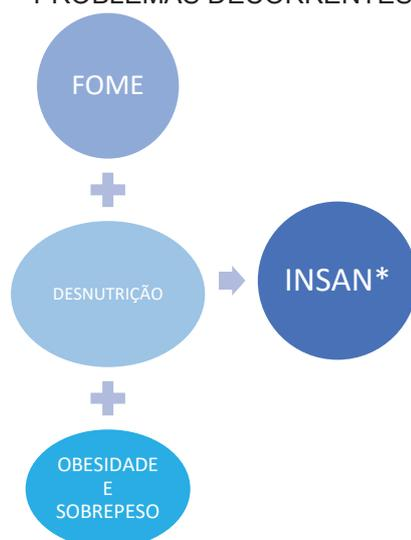 PROBLEMAS DECORRENTES
FOME
DESNUTRIÇÃO
INSAN*
OBESIDADE
E
SOBREPESO